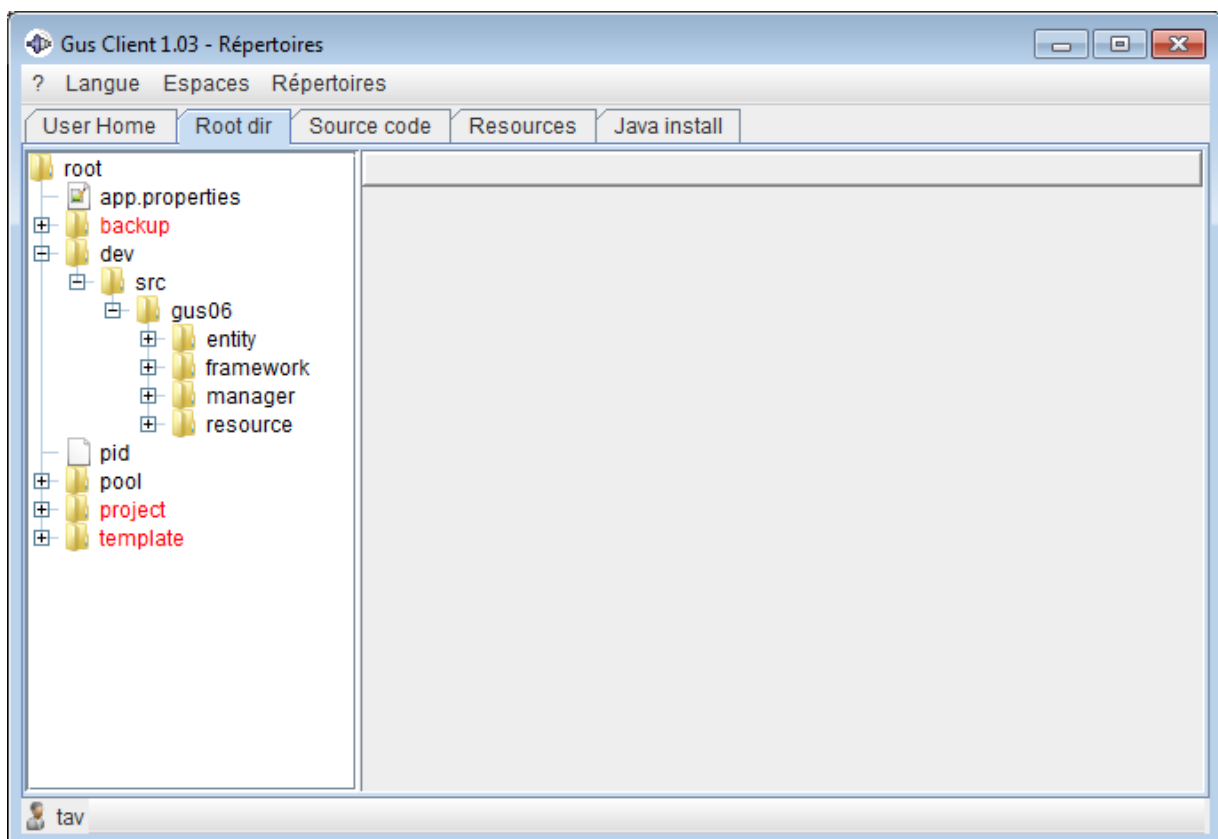 Gus Client 1.03 - Répertoires
? Langue Espaces Répertoires
User Home Root dir Source code Resources Java install
root
app.properties
backup
dev
src
gus06
entity
framework
manager
resource
pid
pool
project
template
tav